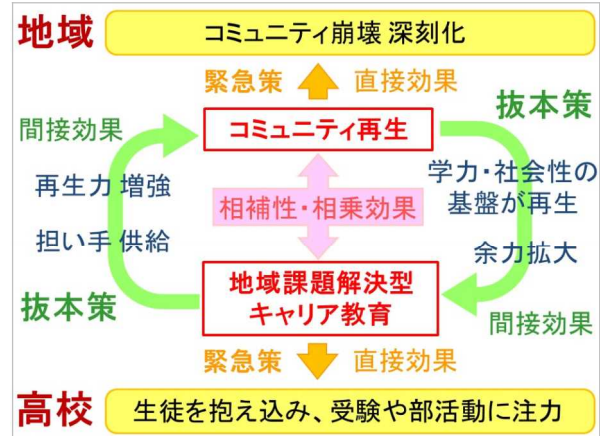 地域
コミュニティ崩壊 深刻化
緊急策 直接効果
抜本策
間接効果
コミュニティ再生
再生力 増強
学力・社会性の
基盤が再生
相補性・相乗効果
担い手 供給
余力拡大
地域課題解決型
キャリア教育
抜本策
間接効果
緊急策 直接効果
高校
生徒を抱え込み、受験や部活動に注力